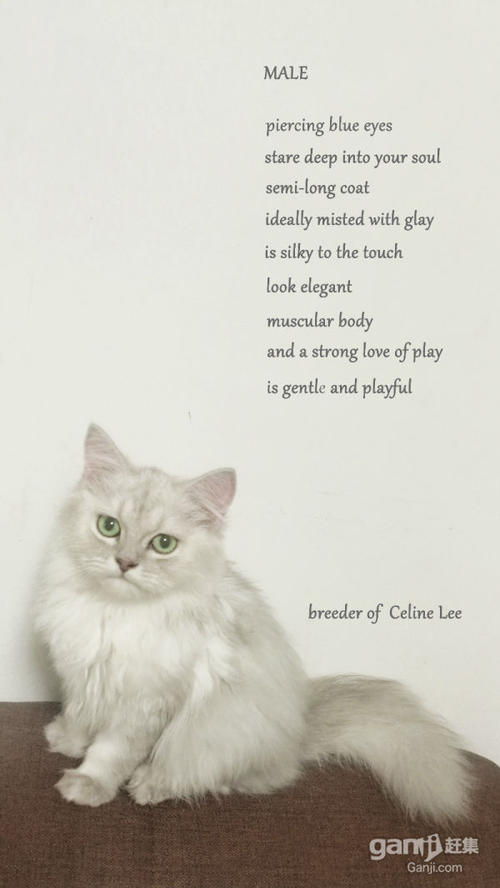 MALE
piercing blue eyes
stare deep into your soul
semi-long coat
ideally misted with glay
is silky to the touch
look elegant
muscular body
and a strong love of play
is gentle and playful
breeder of Celine Lee
ganji赶集
Ganji.com